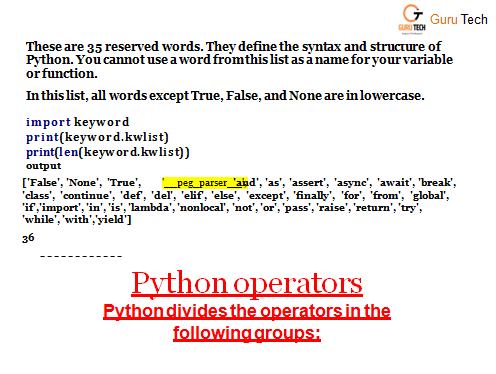 GURU TECH
Guru Tech
These are 35 reserved words. They define the syntax and structure of
Python. You cannot use a word from this list as a name for your variable
or function.
In this list, all words except True, False, and None are in lowercase.
import keyword
print(keyword.kwlist)
print(len(keyword.kwlist))
output
['False', 'None', 'True', '__peg_parser__'and', 'as', 'assert', 'async', 'await', 'break',
'class', 'continue', 'def', 'del', 'elif', 'else', 'except', 'finally', 'for', 'from', 'global',
'if','import', 'in', 'is', 'lambda', 'nonlocal', 'not', 'or', 'pass', 'raise', 'return', 'try',
'while', 'with','yield']
36
------------
Python operators
Python divides the operators in the
following groups: